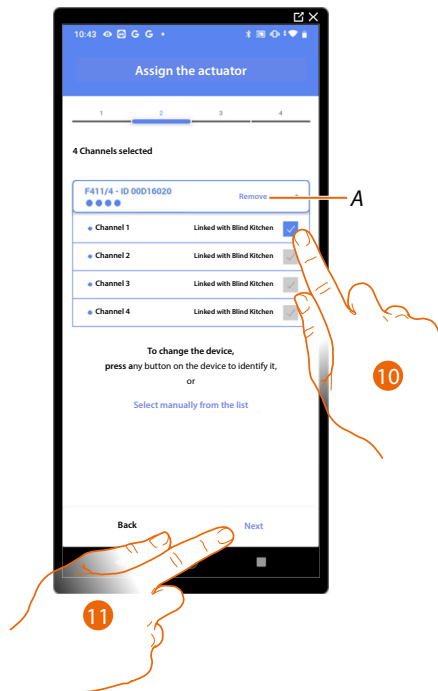 10:43 G G
Assign the actuator
1 2 3 4
4 Channels selected
F411/4 - ID 00D16020 Remove
A
Channel 1 Linked with Blind Kitchen
Channel 2 Linked with Blind Kitchen
Channel 3 Linked with Blind Kitchen
Channel 4 Linked with Blind Kitchen
To change the device,
press any button on the device to identify it,
or
Select manually from the list
10
Back Next
11